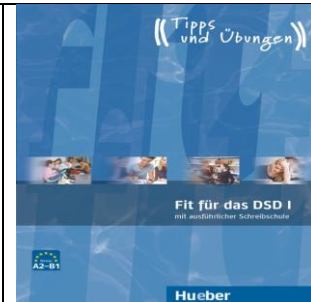 Tipps
und Übungen
Fit für das DSD I
mit ausführlicher Schreibschule
A2–B1
Hueber